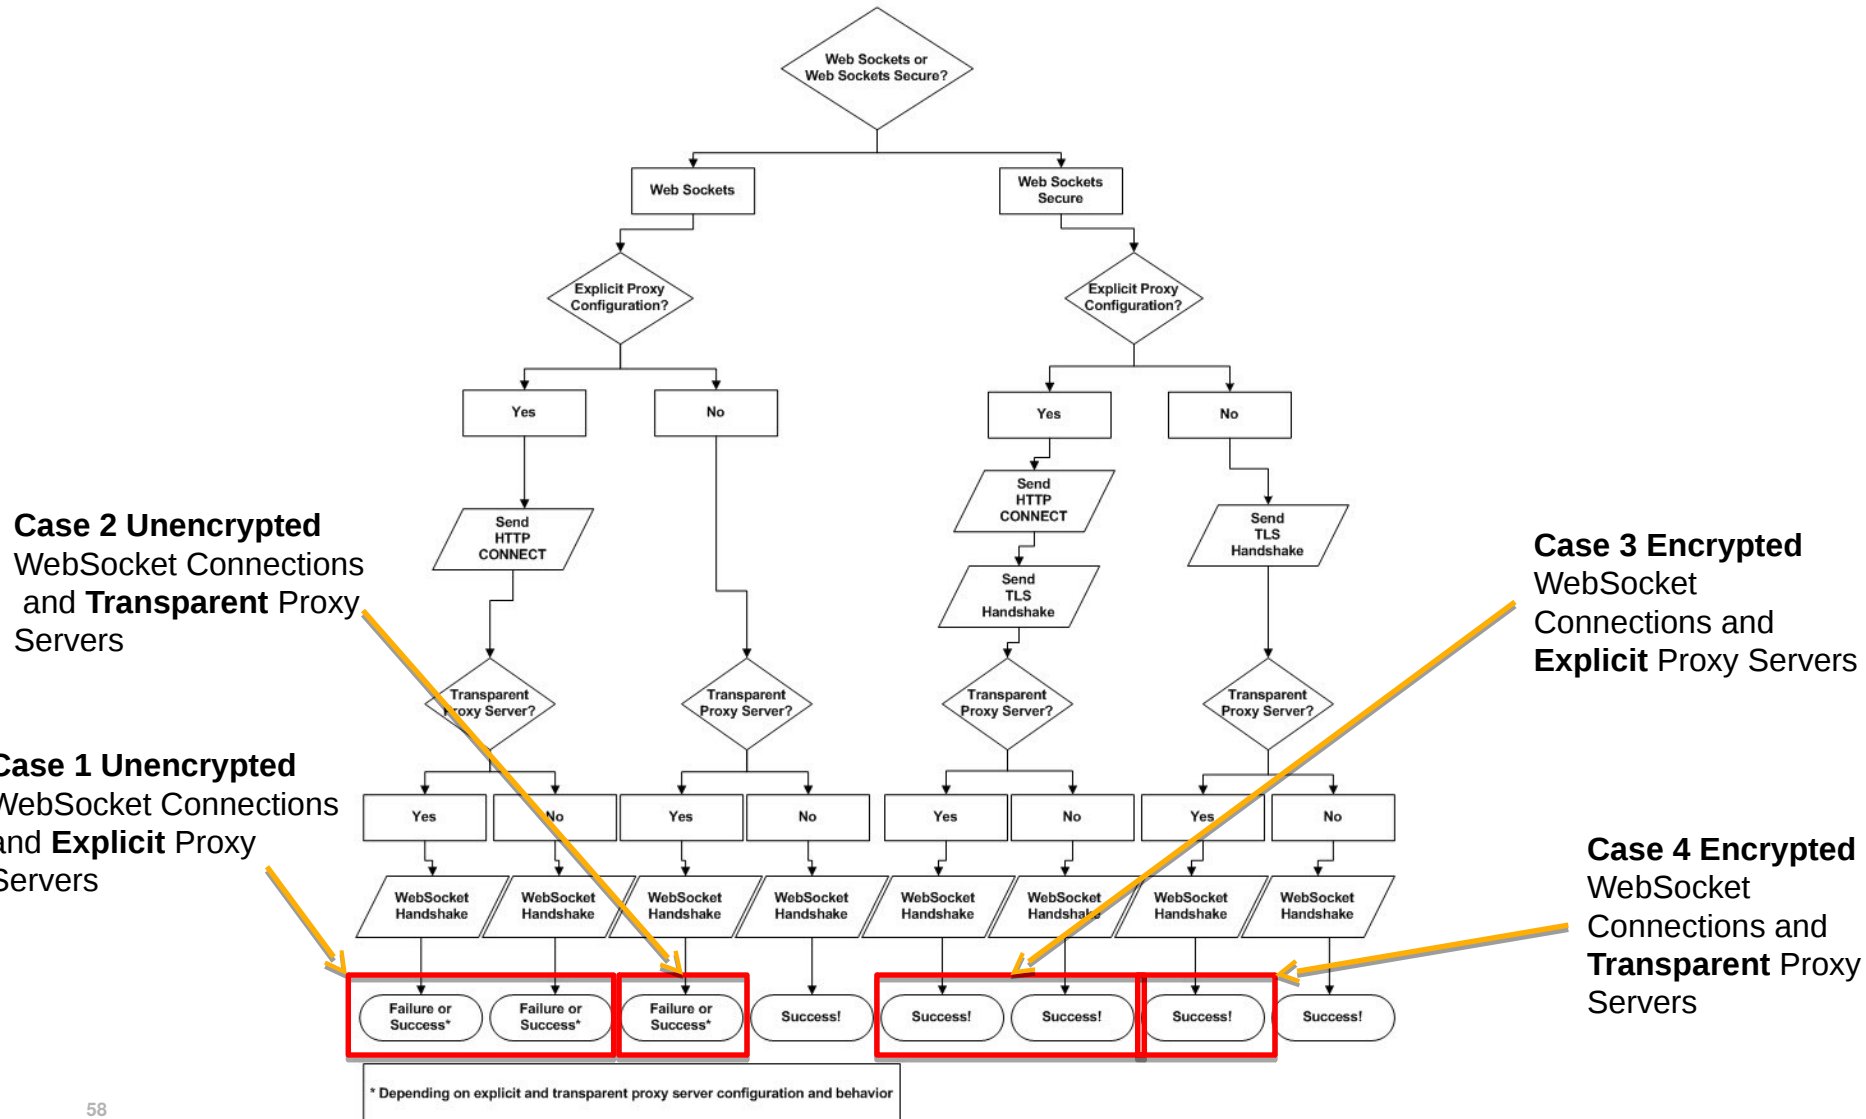 Web Sockets or
Web Sockets Secure?
Web Sockets
Web Sockets
Secure
Explicit Proxy
Configuration?
Explicit Proxy
Configuration?
Yes
No
Yes
No
Send
HTTP
CONNECT
Send
HTTP
CONNECT
Send
TLS
Handshake
Send
TLS
Handshake
Case 2 Unencrypted
WebSocket Connections
and Transparent Proxy
Servers
Case 3 Encrypted
WebSocket
Connections and
Explicit Proxy Servers
Transparent
Proxy Server?
Transparent
Proxy Server?
Transparent
Proxy Server?
Transparent
Proxy Server?
Case 1 Unencrypted
WebSocket Connections
and Explicit Proxy
Servers
Yes
No
Yes
No
Yes
No
Yes
No
Case 4 Encrypted
WebSocket
Connections and
Transparent Proxy
Servers
WebSocket
Handshake
WebSocket
Handshake
WebSocket
Handshake
WebSocket
Handshake
WebSocket
Handshake
WebSocket
Handshake
WebSocket
Handshake
WebSocket
Handshake
Failure or
Success*
Failure or
Success*
Failure or
Success*
Success!
Success!
Success!
Success!
Success!
* Depending on explicit and transparent proxy server configuration and behavior
58